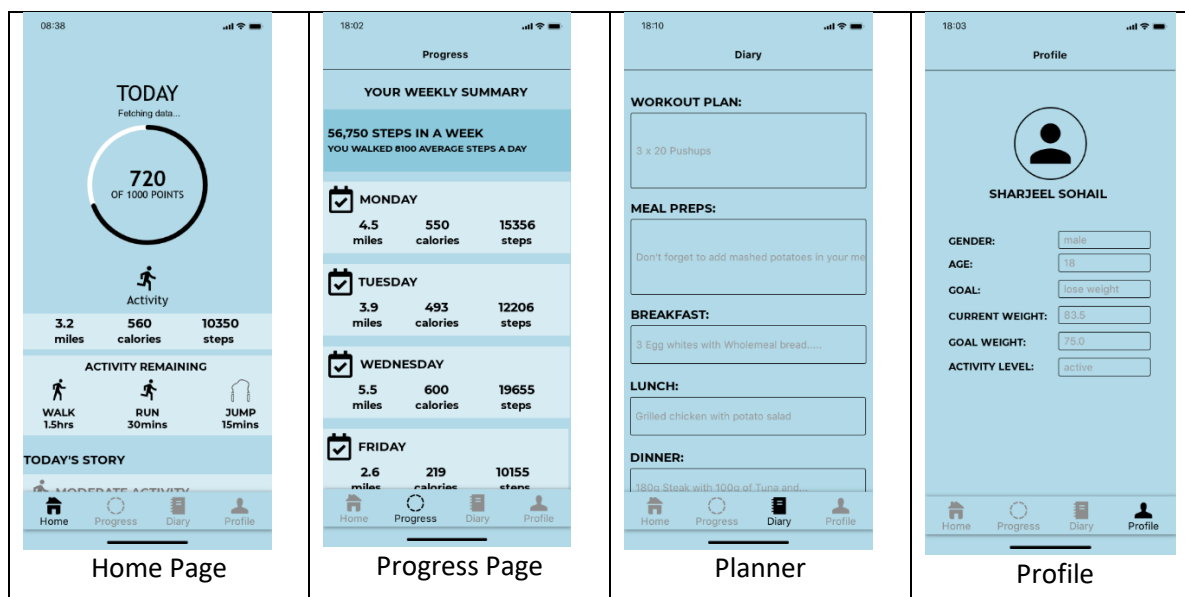 08:38
TODAY
Fetching data...
720
OF 1000 POINTS
Activity
3.2 560 10350
miles calories steps
ACTIVITY REMAINING
WALK RUN JUMP
1.5hrs 30mins 15mins
TODAY'S STORY
MODERATE ACTIVITY
Home Progress Diary Profile
Home Page
18:02
Progress
YOUR WEEKLY SUMMARY
56,750 STEPS IN A WEEK
YOU WALKED 8100 AVERAGE STEPS A DAY
MONDAY
4.5 550 15356
miles calories steps
TUESDAY
3.9 493 12206
miles calories steps
WEDNESDAY
5.5 600 19655
miles calories steps
FRIDAY
2.6 219 10155
miles calories steps
Home Progress Diary Profile
Progress Page
18:10
Diary
WORKOUT PLAN:
3 x 20 Pushups
MEAL PREPS:
Don't forget to add mashed potatoes in your me
BREAKFAST:
3 Egg whites with Wholemeal bread.....
LUNCH:
Grilled chicken with potato salad
DINNER:
180g Steak with 100g of Tuna and...
Home Progress Diary Profile
Planner
18:03
Profile
SHARJEEL SOHAIL
GENDER: male
AGE: 18
GOAL: lose weight
CURRENT WEIGHT: 83.5
GOAL WEIGHT: 75.0
ACTIVITY LEVEL: active
Home Progress Diary Profile
Profile